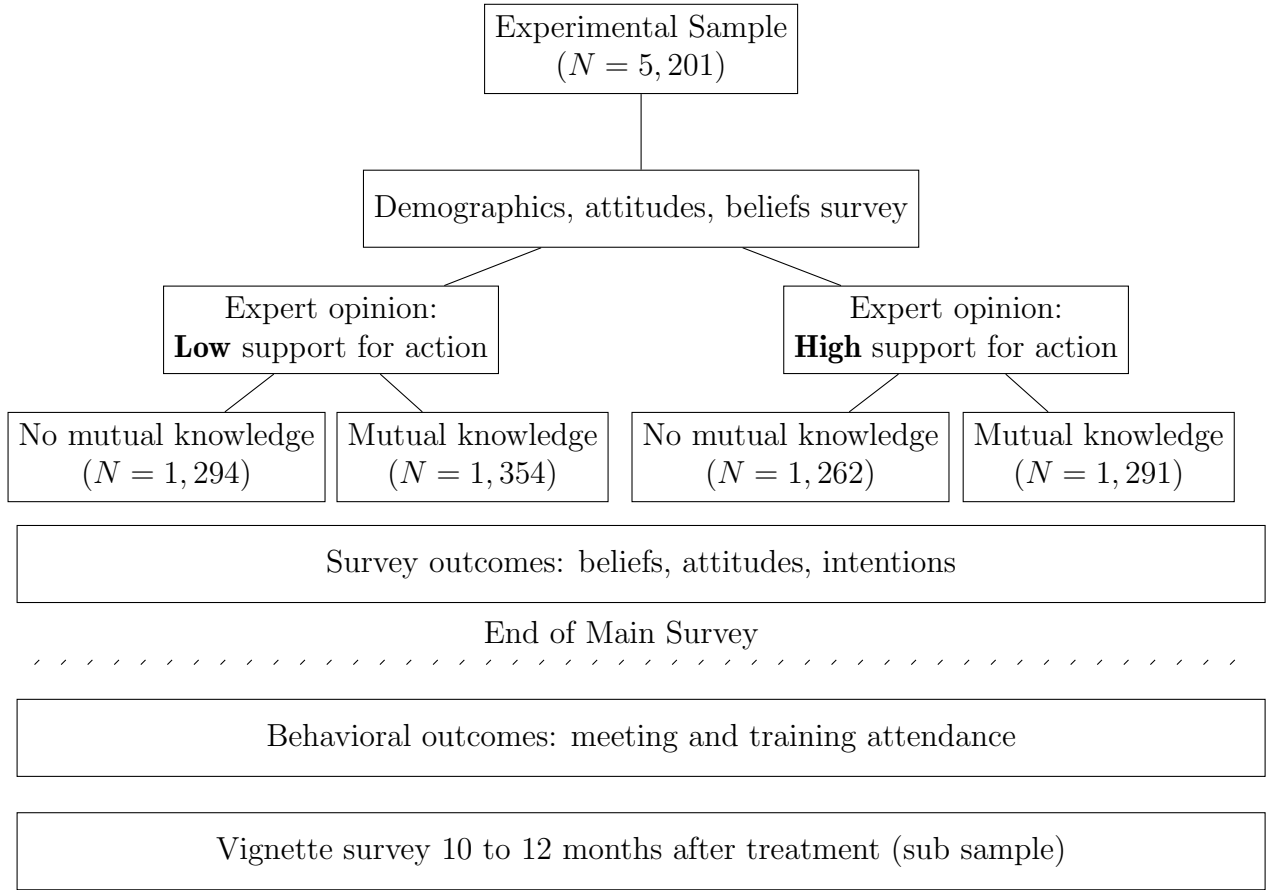 Experimental Sample
(N = 5, 201)
Demographics, attitudes, beliefs survey
Expert opinion:
Low support for action
Expert opinion:
High support for action
No mutual knowledge
(N = 1, 294)
Mutual knowledge
(N = 1, 354)
No mutual knowledge
(N = 1, 262)
Mutual knowledge
(N = 1, 291)
Survey outcomes: beliefs, attitudes, intentions
End of Main Survey
Behavioral outcomes: meeting and training attendance
Vignette survey 10 to 12 months after treatment (sub sample)